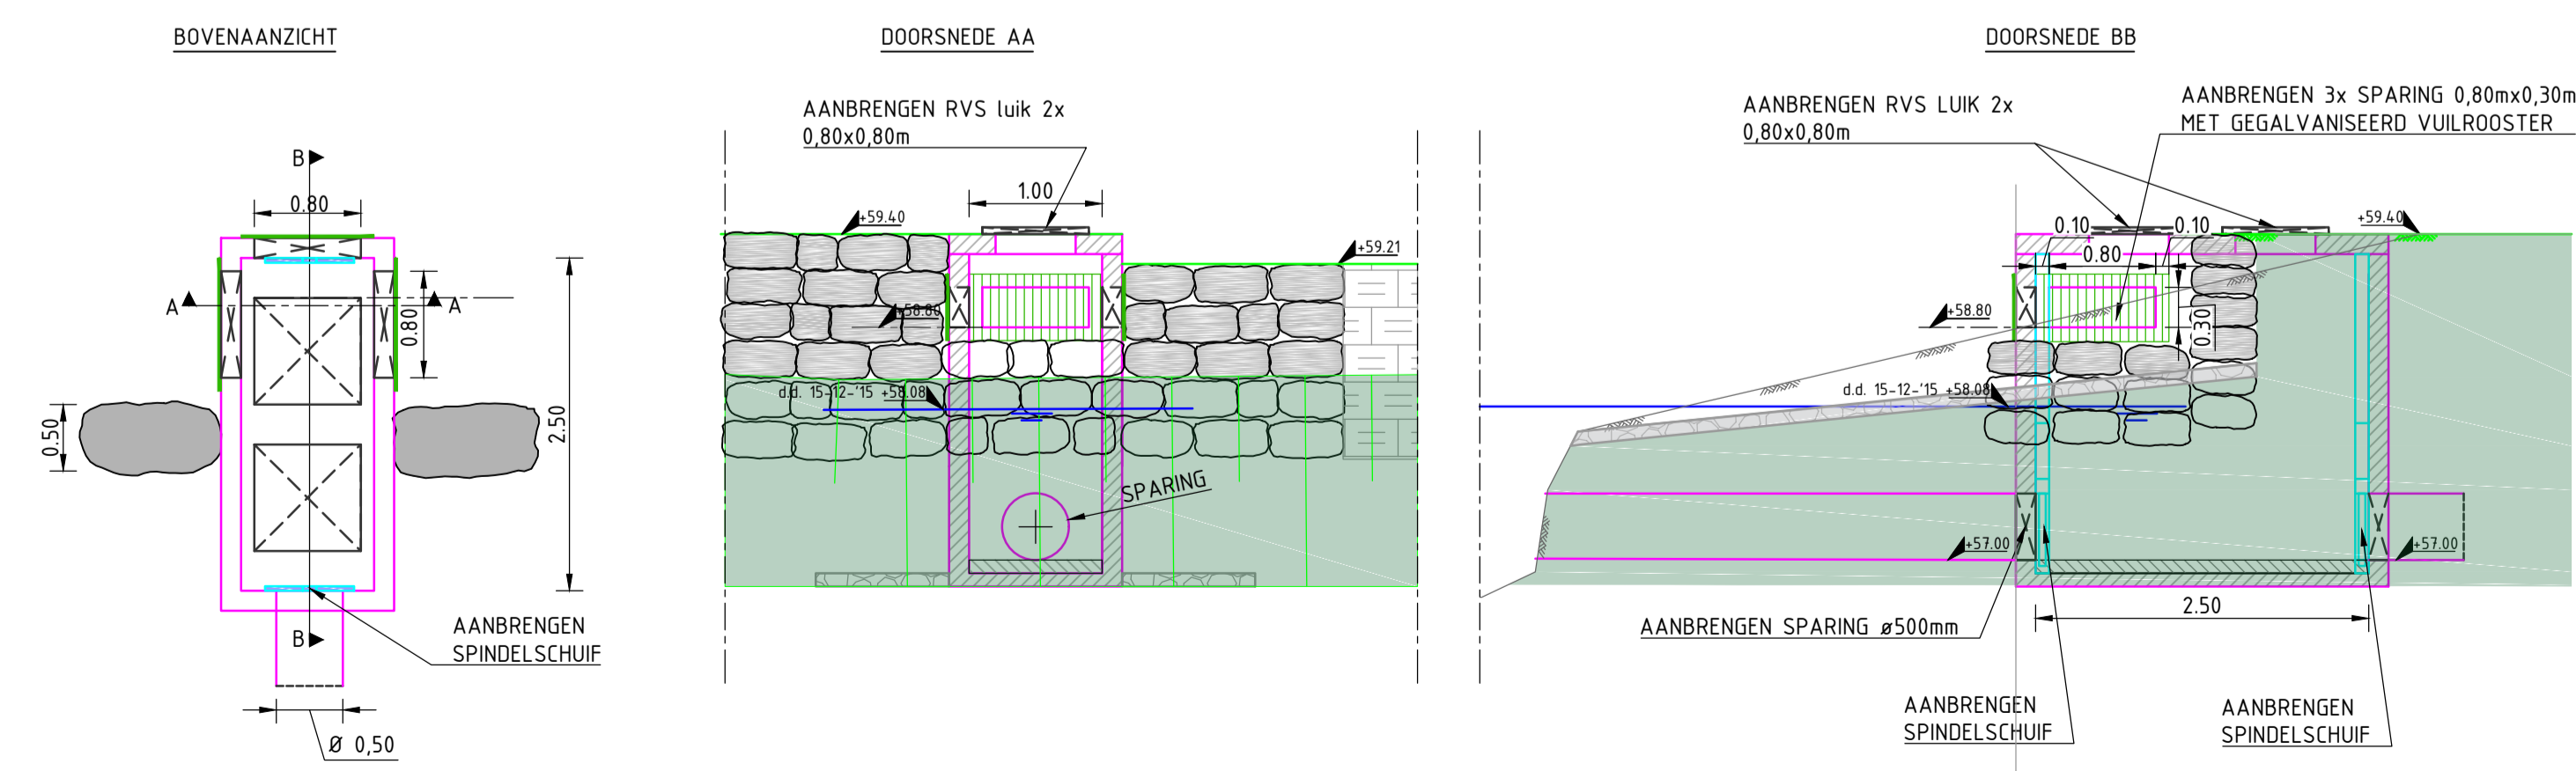 BOVENAANZICHT
B
0.80
A
A
0.80
0.50
2.50
B
AANBRENGEN
SPINDELSCHUIF
Ø 0,50
DOORSNEDE AA
AANBRENGEN RVS luik 2x
0,80x0,80m
1.00
+59.40
+59.21
+58.80
d.d. 15-12-'15 +58.08
SPARING
DOORSNEDE BB
AANBRENGEN RVS LUIK 2x
0,80x0,80m
AANBRENGEN 3x SPARING 0,80mx0,30m
MET GEGALVANISEERD VUILROOSTER
+59.40
0.10
0.10
0.80
+58.80
0.30
d.d. 15-12-'15 +58.08
+57.00
+57.00
2.50
AANBRENGEN SPARING ø500mm
AANBRENGEN
SPINDELSCHUIF
AANBRENGEN
SPINDELSCHUIF